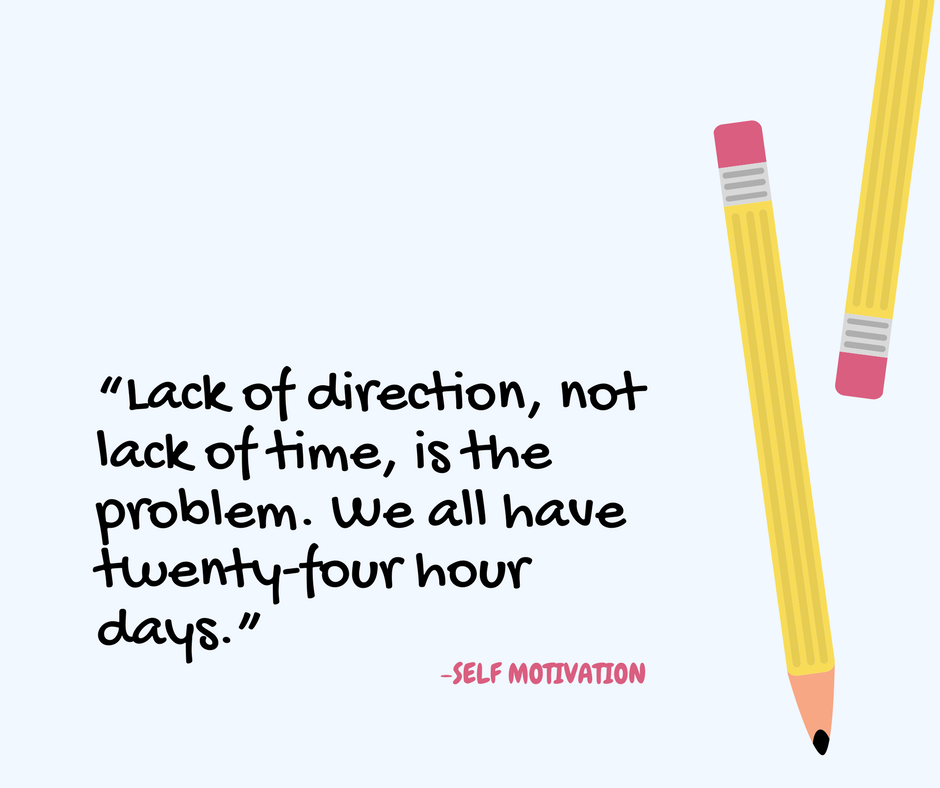 “Lack of direction, not
lack of time, is the
problem. We all have
twenty-four hour
days.”
-SELF MOTIVATION